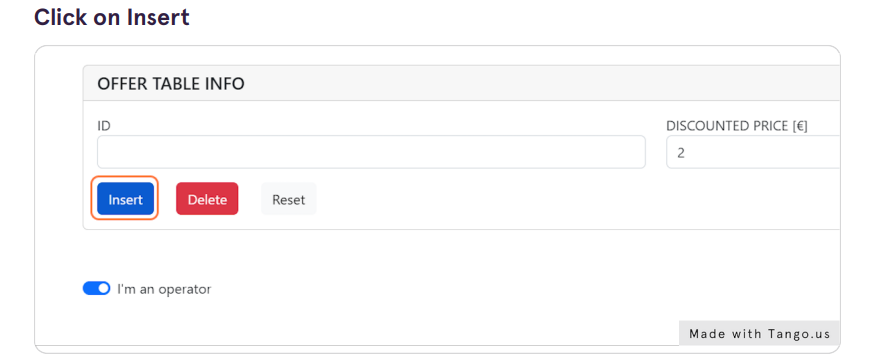 Click on Insert
OFFER TABLE INFO
ID
DISCOUNTED PRICE [€]
2
Insert
Delete
Reset
I'm an operator
Made with Tango.us